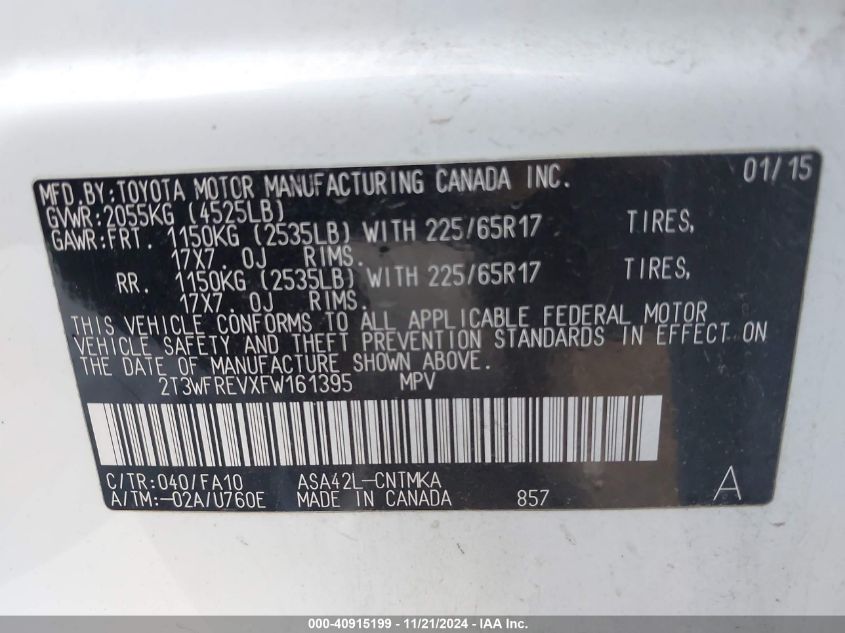 MFD. BY: TOYOTA MOTOR MANUFACTURING CANADA INC. 01/15
GVWR: 2055KG (4525LB)
GAWR: FRT. 1150KG (2535LB) WITH 225/65R17 TIRES,
17X7.0J RIMS.
RR. 1150KG (2535LB) WITH 225/65R17 TIRES,
17X7.0J RIMS.
THIS VEHICLE CONFORMS TO ALL APPLICABLE FEDERAL MOTOR
VEHICLE SAFETY AND THEFT PREVENTION STANDARDS IN EFFECT ON
THE DATE OF MANUFACTURE SHOWN ABOVE.
2T3WFREVXFW161395 MPV
C/TR: 040/FA10 ASA42L-CNTMKA
A/TM: -02A/U760E MADE IN CANADA 857 A
000-40915199 - 11/21/2024 - IAA Inc.